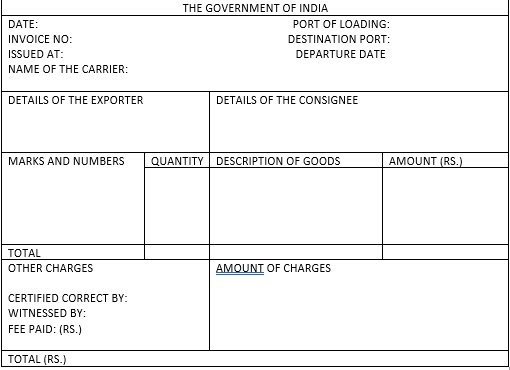 THE GOVERNMENT OF INDIA
DATE: PORT OF LOADING:
INVOICE NO: DESTINATION PORT:
ISSUED AT: DEPARTURE DATE
NAME OF THE CARRIER:
DETAILS OF THE EXPORTER DETAILS OF THE CONSIGNEE
MARKS AND NUMBERS QUANTITY DESCRIPTION OF GOODS AMOUNT (RS.)
TOTAL
OTHER CHARGES AMOUNT OF CHARGES
CERTIFIED CORRECT BY:
WITNESSED BY:
FEE PAID: (RS.)
TOTAL (RS.)